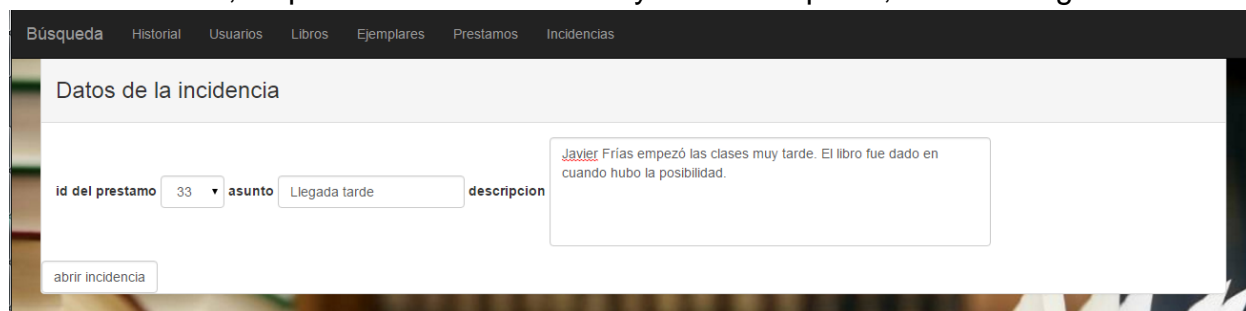 Búsqueda Historial Usuarios Libros Ejemplares Prestamos Incidencias
Datos de la incidencia
Javier Frías empezó las clases muy tarde. El libro fue dado en
cuando hubo la posibilidad.
id del prestamo 33 asunto Llegada tarde descripcion
abrir incidencia